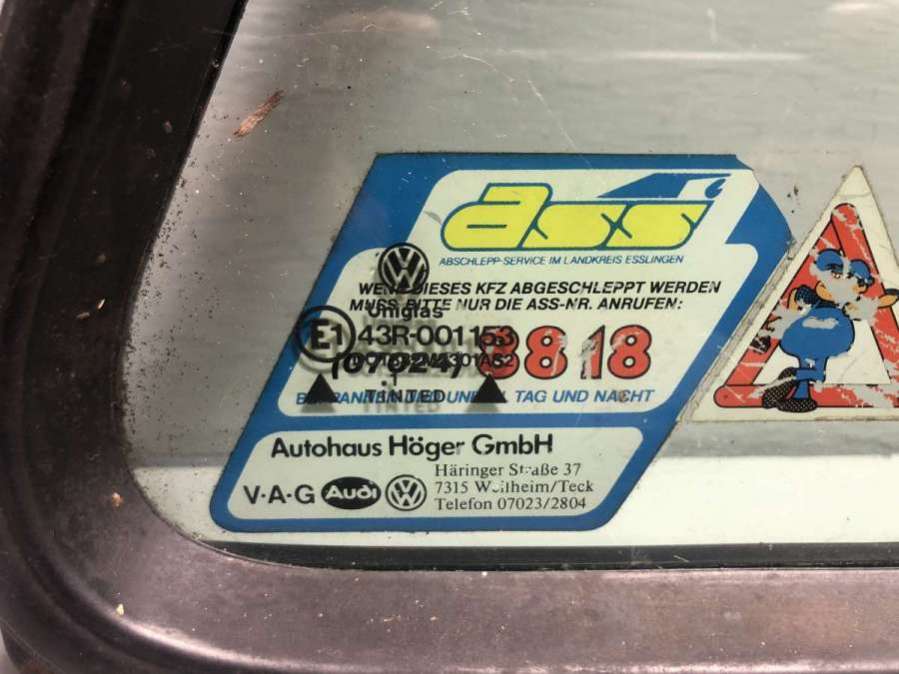 ass
ABSCHLEPP-SERVICE IM LANDKREIS ESSLINGEN
WENN DIESES KFZ ABGESCHLEPPT WERDEN
MUSS, BITTE NUR DIE ASS-NR. ANRUFEN:
Uniglas
E1 43R-001153
(07024) 8818
TINTED
TAG UND NACHT
Autohaus Höger GmbH
V·A·G Audi
Häringer Straße 37
7315 Weilheim/Teck
Telefon 07023/2804